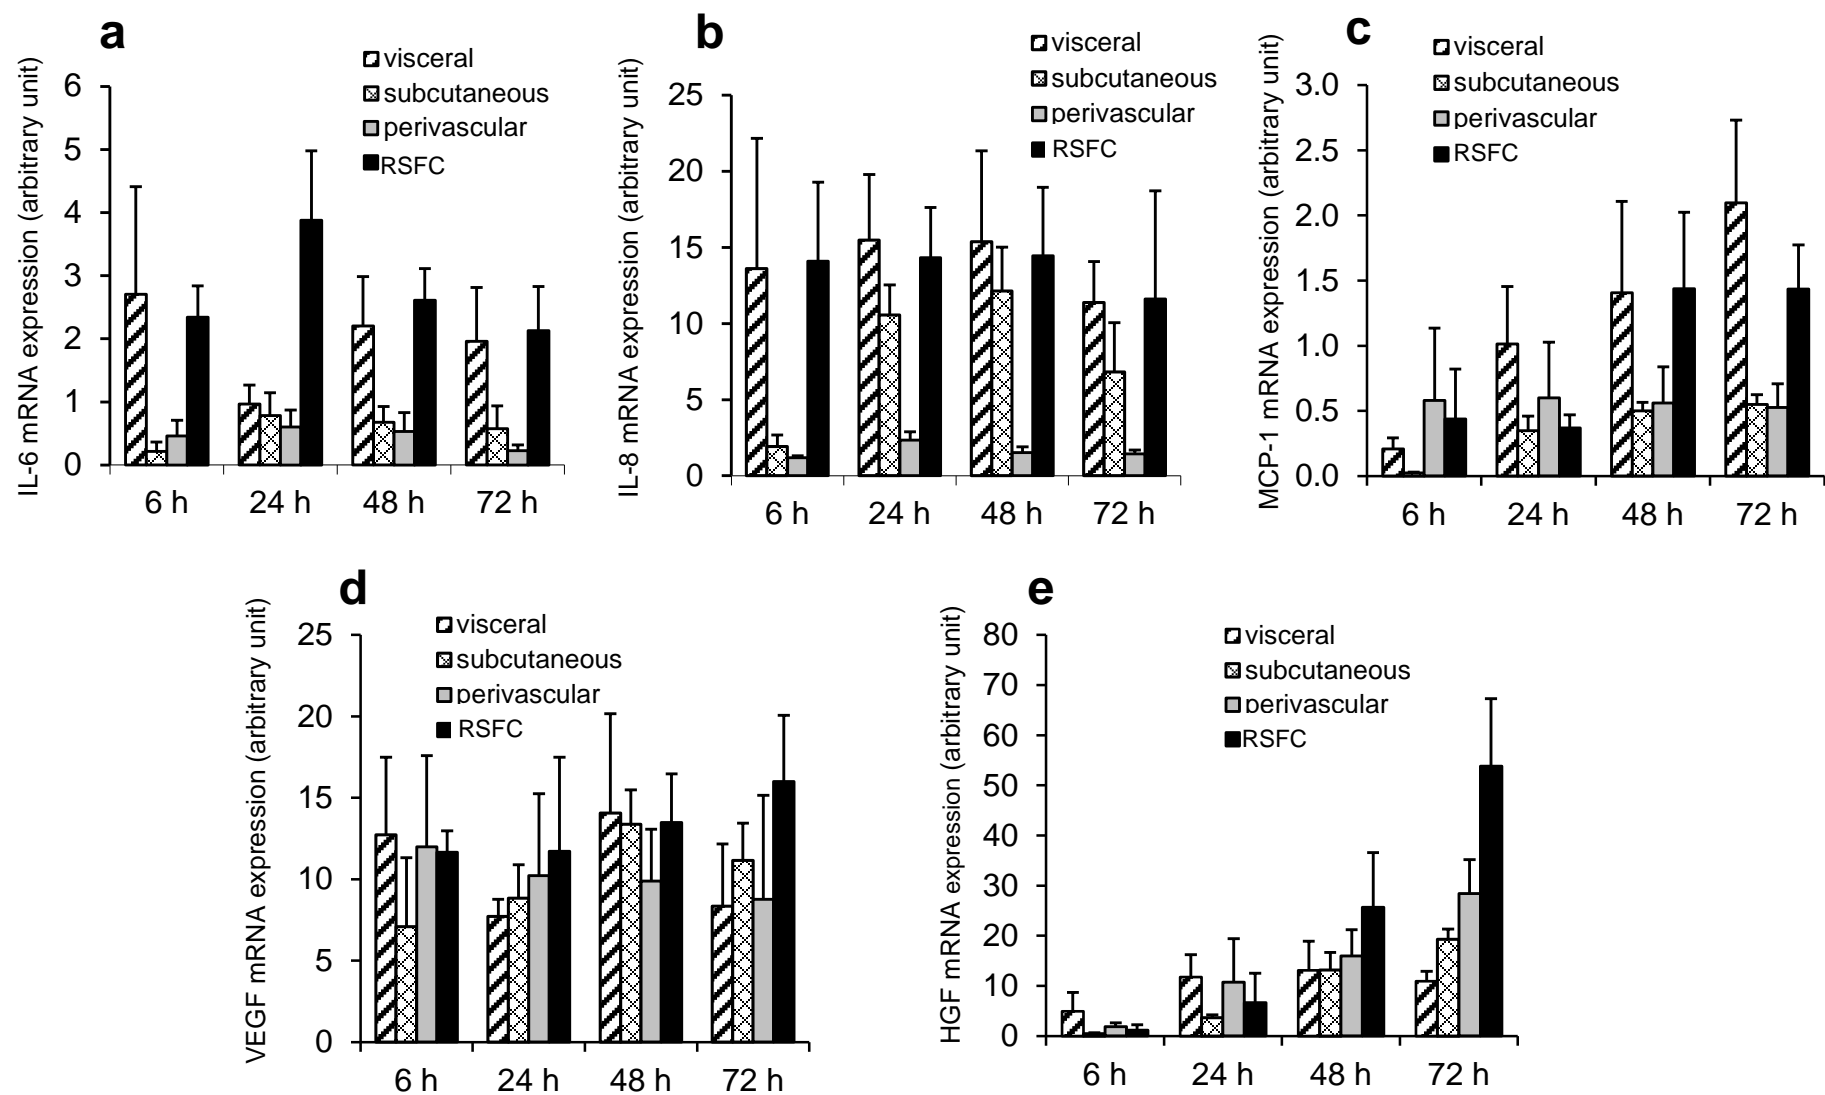 a
IL-6 mRNA expression (arbitrary unit)
visceral
subcutaneous
perivascular
RSFC
6
5
4
3
2
1
0
6 h 24 h 48 h 72 h
b
IL-8 mRNA expression (arbitrary unit)
visceral
subcutaneous
perivascular
RSFC
25
20
15
10
5
0
6 h 24 h 48 h 72 h
c
MCP-1 mRNA expression (arbitrary unit)
visceral
subcutaneous
perivascular
RSFC
3.0
2.5
2.0
1.5
1.0
0.5
0.0
6 h 24 h 48 h 72 h
d
VEGF mRNA expression (arbitrary unit)
visceral
subcutaneous
perivascular
RSFC
25
20
15
10
5
0
6 h 24 h 48 h 72 h
e
HGF mRNA expression (arbitrary unit)
visceral
subcutaneous
perivascular
RSFC
80
70
60
50
40
30
20
10
0
6 h 24 h 48 h 72 h